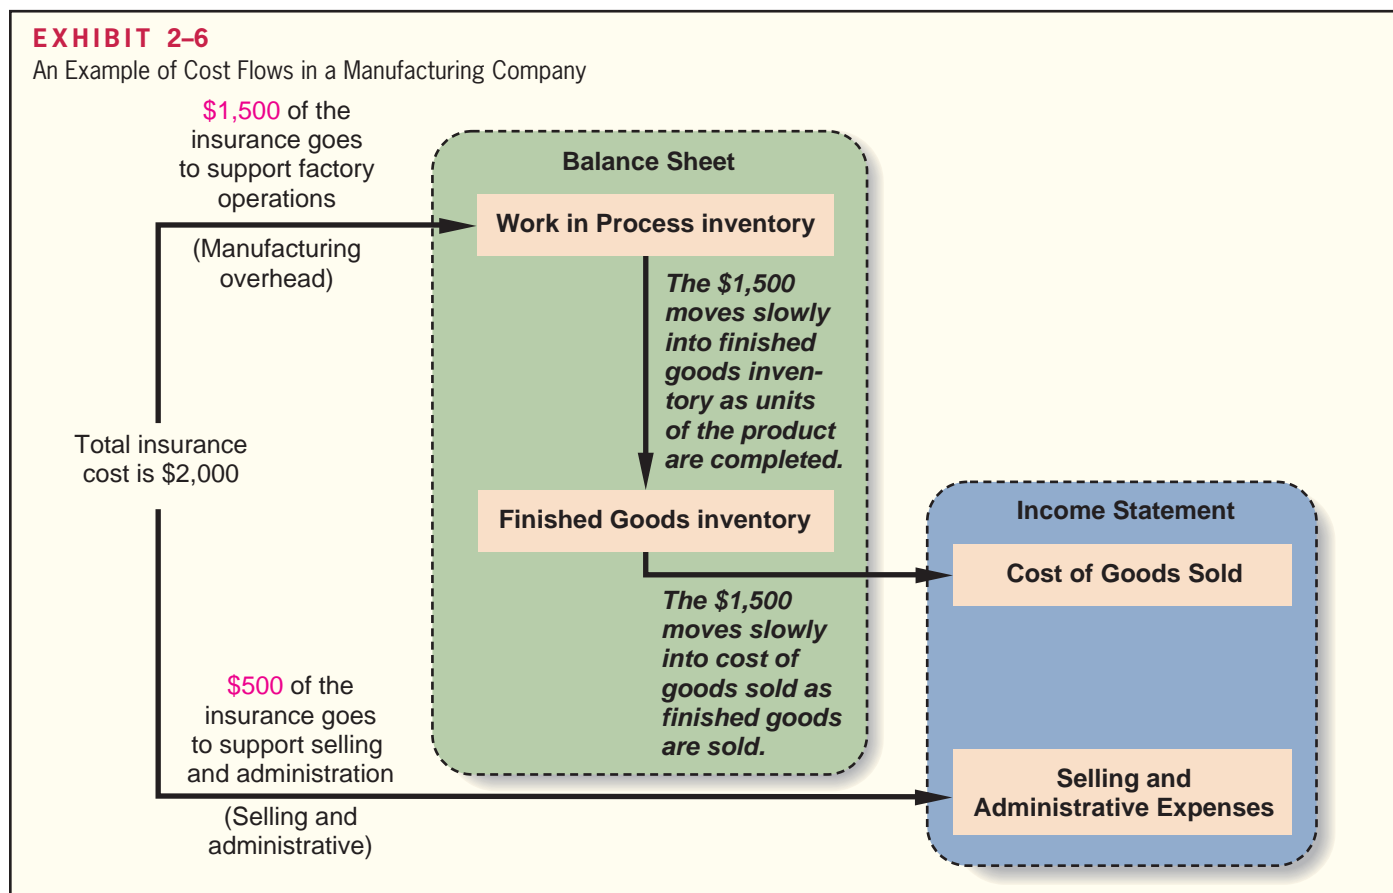 EXHIBIT 2–6
An Example of Cost Flows in a Manufacturing Company
$1,500 of the
insurance goes
to support factory
operations
(Manufacturing
overhead)
Total insurance
cost is $2,000
$500 of the
insurance goes
to support selling
and administration
(Selling and
administrative)
Balance Sheet
Work in Process inventory
The $1,500
moves slowly
into finished
goods inven-
tory as units
of the product
are completed.
Finished Goods inventory
The $1,500
moves slowly
into cost of
goods sold as
finished goods
are sold.
Income Statement
Cost of Goods Sold
Selling and
Administrative Expenses